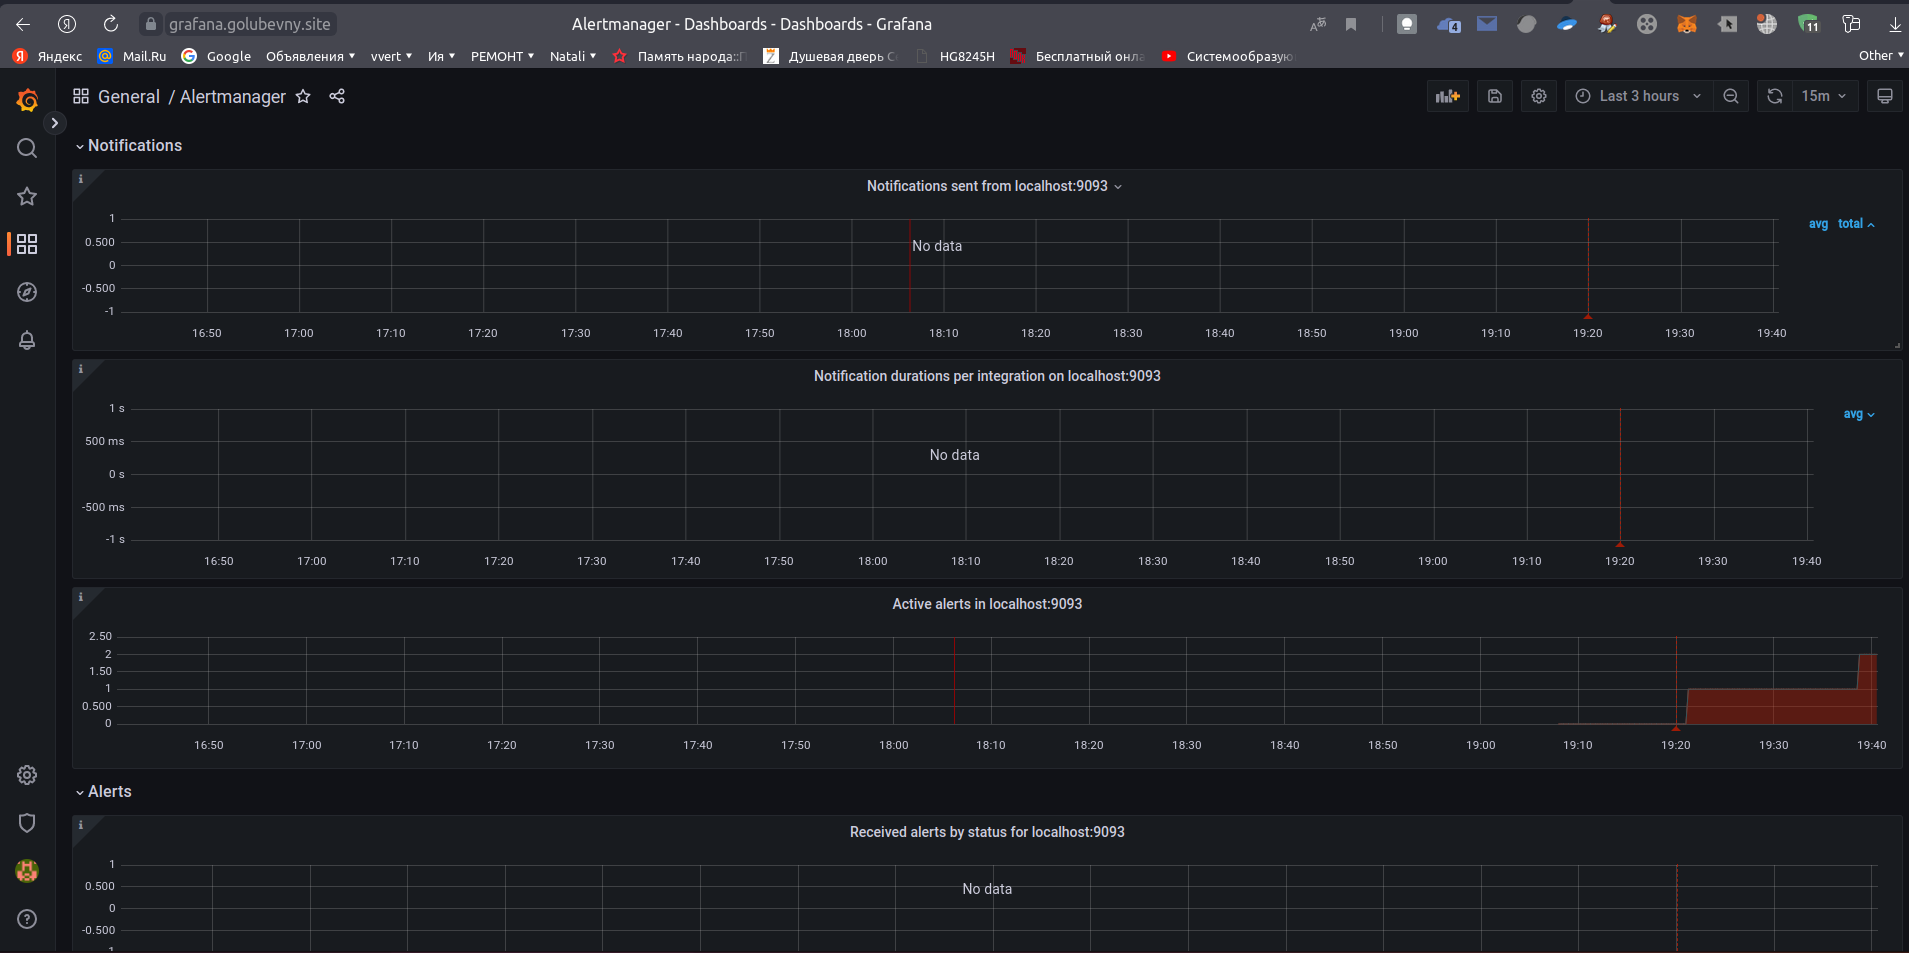 grafana.golubevny.site
Alertmanager - Dashboards - Dashboards - Grafana
4
11
Яндекс Mail.Ru Google Объявления vvert Ия РЕМОНТ Natali Память народа::П Душевая дверь HG8245H Бесплатный онла Системообразую Other
General / Alertmanager
Last 3 hours
15m
Notifications
Notifications sent from localhost:9093
1
0.500
0
-0.500
-1
No data
avg total
16:50 17:00 17:10 17:20 17:30 17:40 17:50 18:00 18:10 18:20 18:30 18:40 18:50 19:00 19:10 19:20 19:30 19:40
Notification durations per integration on localhost:9093
1 s
500 ms
0 s
-500 ms
-1 s
No data
avg
16:50 17:00 17:10 17:20 17:30 17:40 17:50 18:00 18:10 18:20 18:30 18:40 18:50 19:00 19:10 19:20 19:30 19:40
Active alerts in localhost:9093
2.50
2
1.50
1
0.500
0
16:50 17:00 17:10 17:20 17:30 17:40 17:50 18:00 18:10 18:20 18:30 18:40 18:50 19:00 19:10 19:20 19:30 19:40
Alerts
Received alerts by status for localhost:9093
1
0.500
0
-0.500
No data